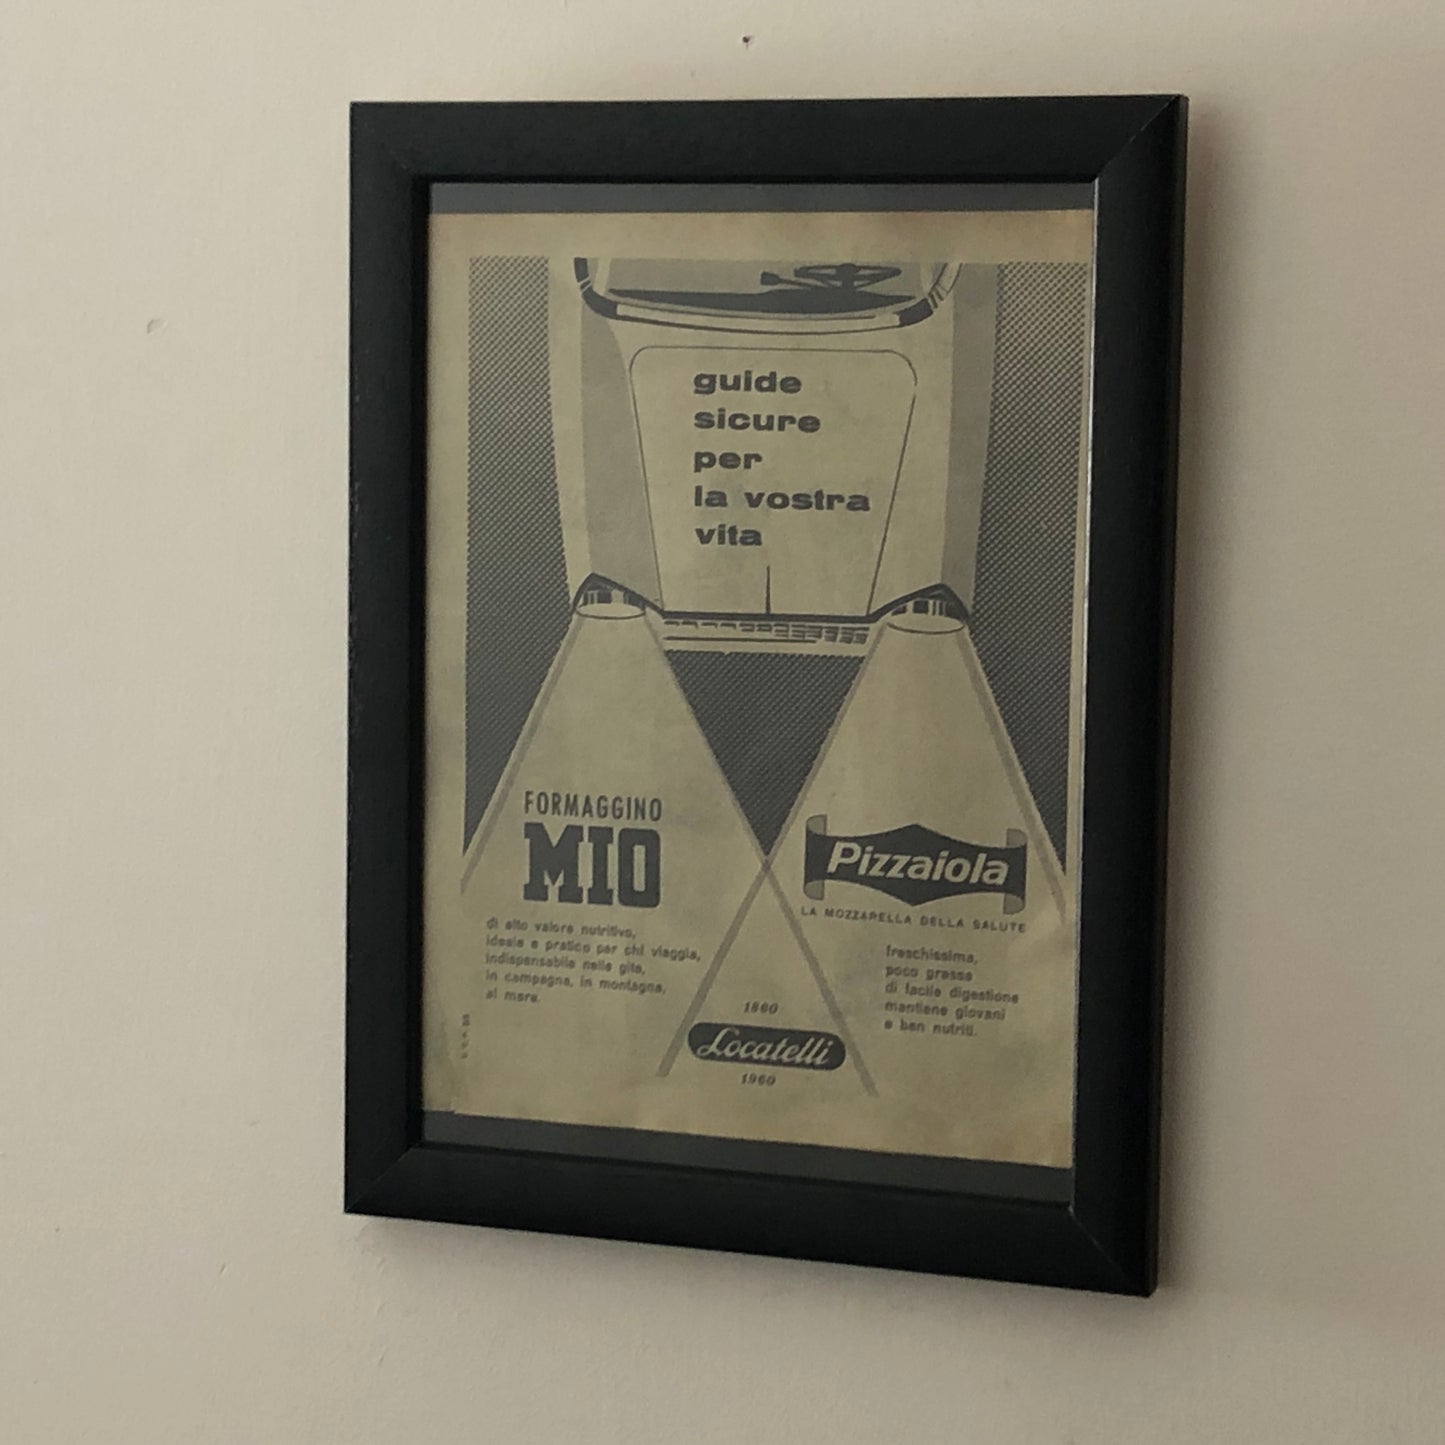 guide
sicure
per
la vostra
vita
FORMAGGINO
MIO
di alto valore nutritivo,
ideale e pratico per chi viaggia,
indispensabile nelle gite,
in campagna, in montagna,
al mare.
Pizzaiola
LA MOZZARELLA DELLA SALUTE
freschissima,
poco grassa
di facile digestione
mantiene giovani
e ben nutriti.
1860
Locatelli
1960